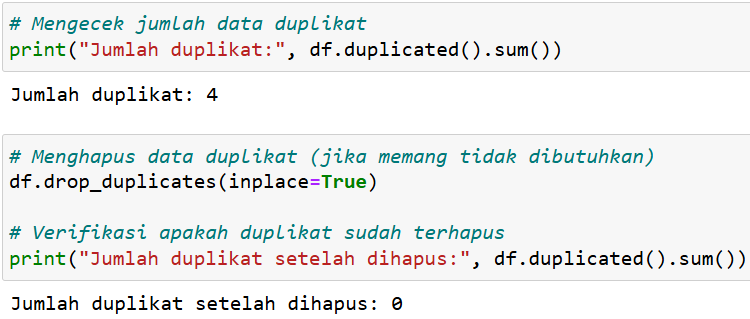 # Mengecek jumlah data duplikat
print("Jumlah duplikat:", df.duplicated().sum())
Jumlah duplikat: 4
# Menghapus data duplikat (jika memang tidak dibutuhkan)
df.drop_duplicates(inplace=True)
# Verifikasi apakah duplikat sudah terhapus
print("Jumlah duplikat setelah dihapus:", df.duplicated().sum())
Jumlah duplikat setelah dihapus: 0